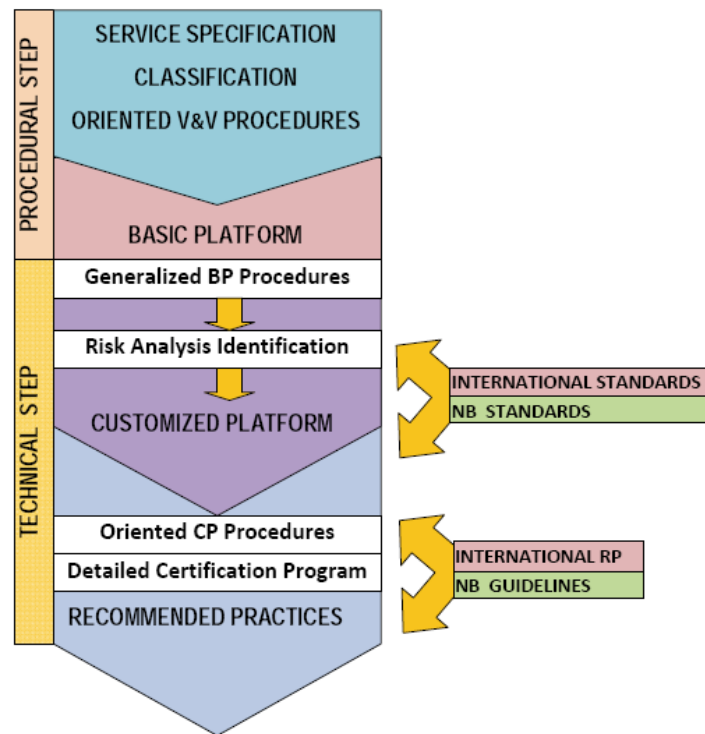 PROCEDURAL STEP
SERVICE SPECIFICATION
CLASSIFICATION
ORIENTED V&V PROCEDURES
BASIC PLATFORM
TECHNICAL STEP
Generalized BP Procedures
Risk Analysis Identification
CUSTOMIZED PLATFORM
INTERNATIONAL STANDARDS
NB STANDARDS
Oriented CP Procedures
Detailed Certification Program
RECOMMENDED PRACTICES
INTERNATIONAL RP
NB GUIDELINES